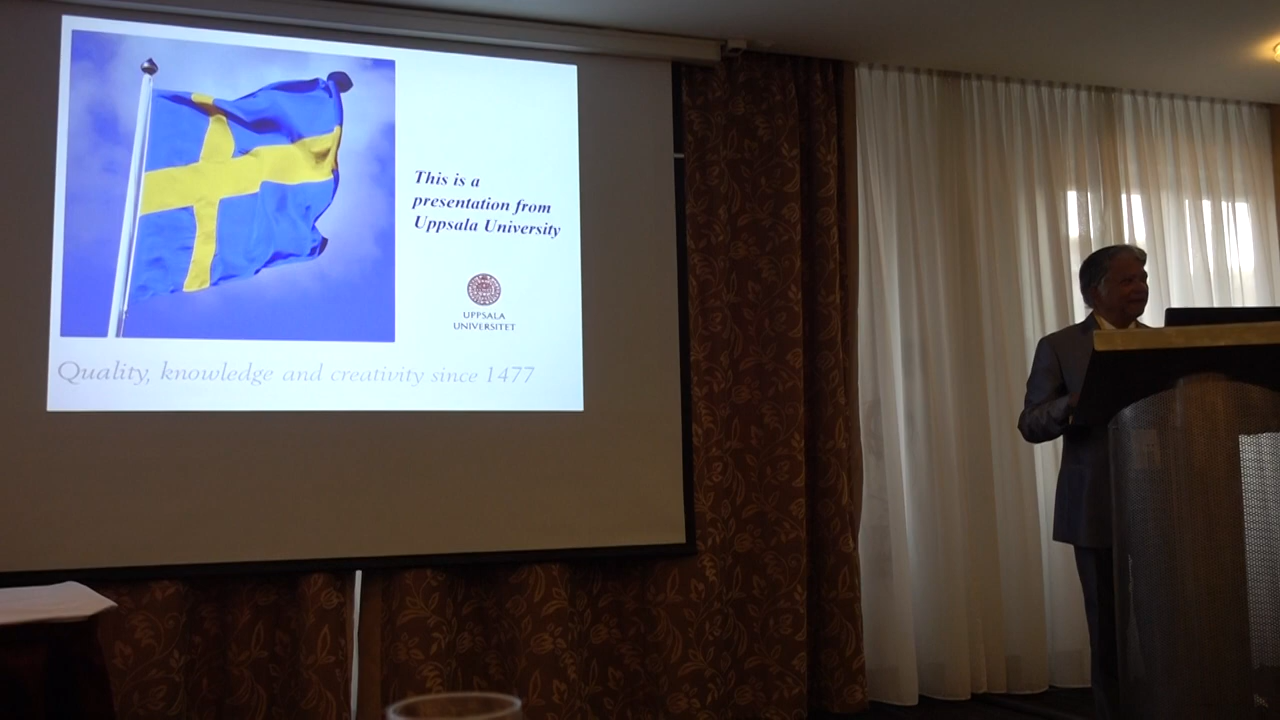 This is a
presentation from
Uppsala University
UPPSALA
UNIVERSITET
Quality, knowledge and creativity since 1477